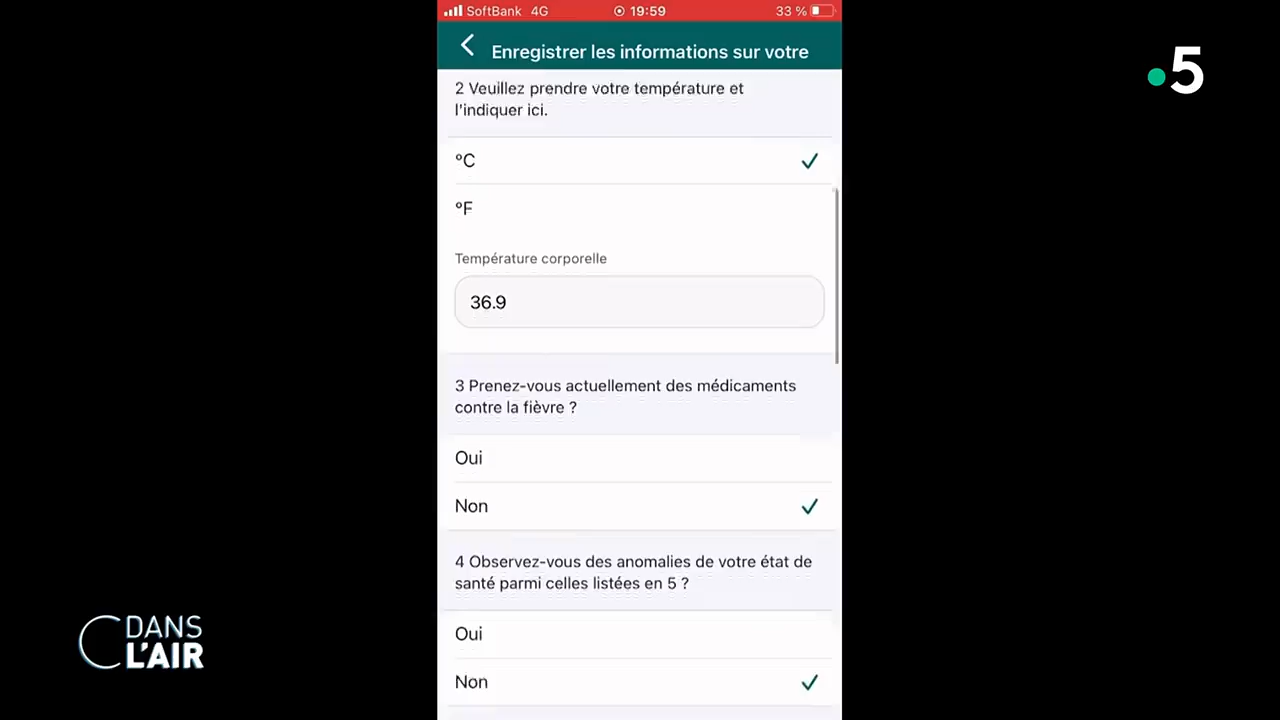 SoftBank 4G 19:59 33 %
Enregistrer les informations sur votre
2 Veuillez prendre votre température et
l'indiquer ici.
°C
°F
Température corporelle
36.9
3 Prenez-vous actuellement des médicaments
contre la fièvre ?
Oui
Non
4 Observez-vous des anomalies de votre état de
santé parmi celles listées en 5 ?
Oui
Non
5
C DANS
L'AIR